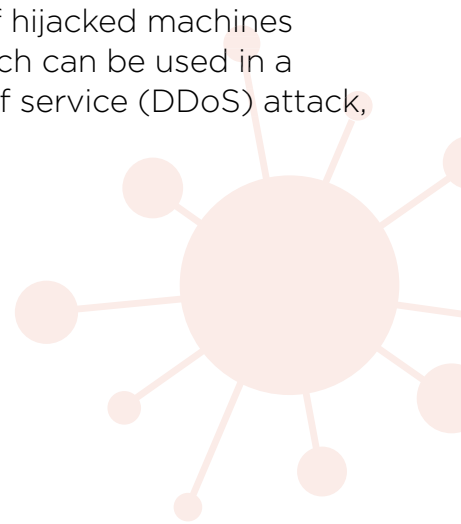 f hijacked machines
ch can be used in a
f service (DDoS) attack,